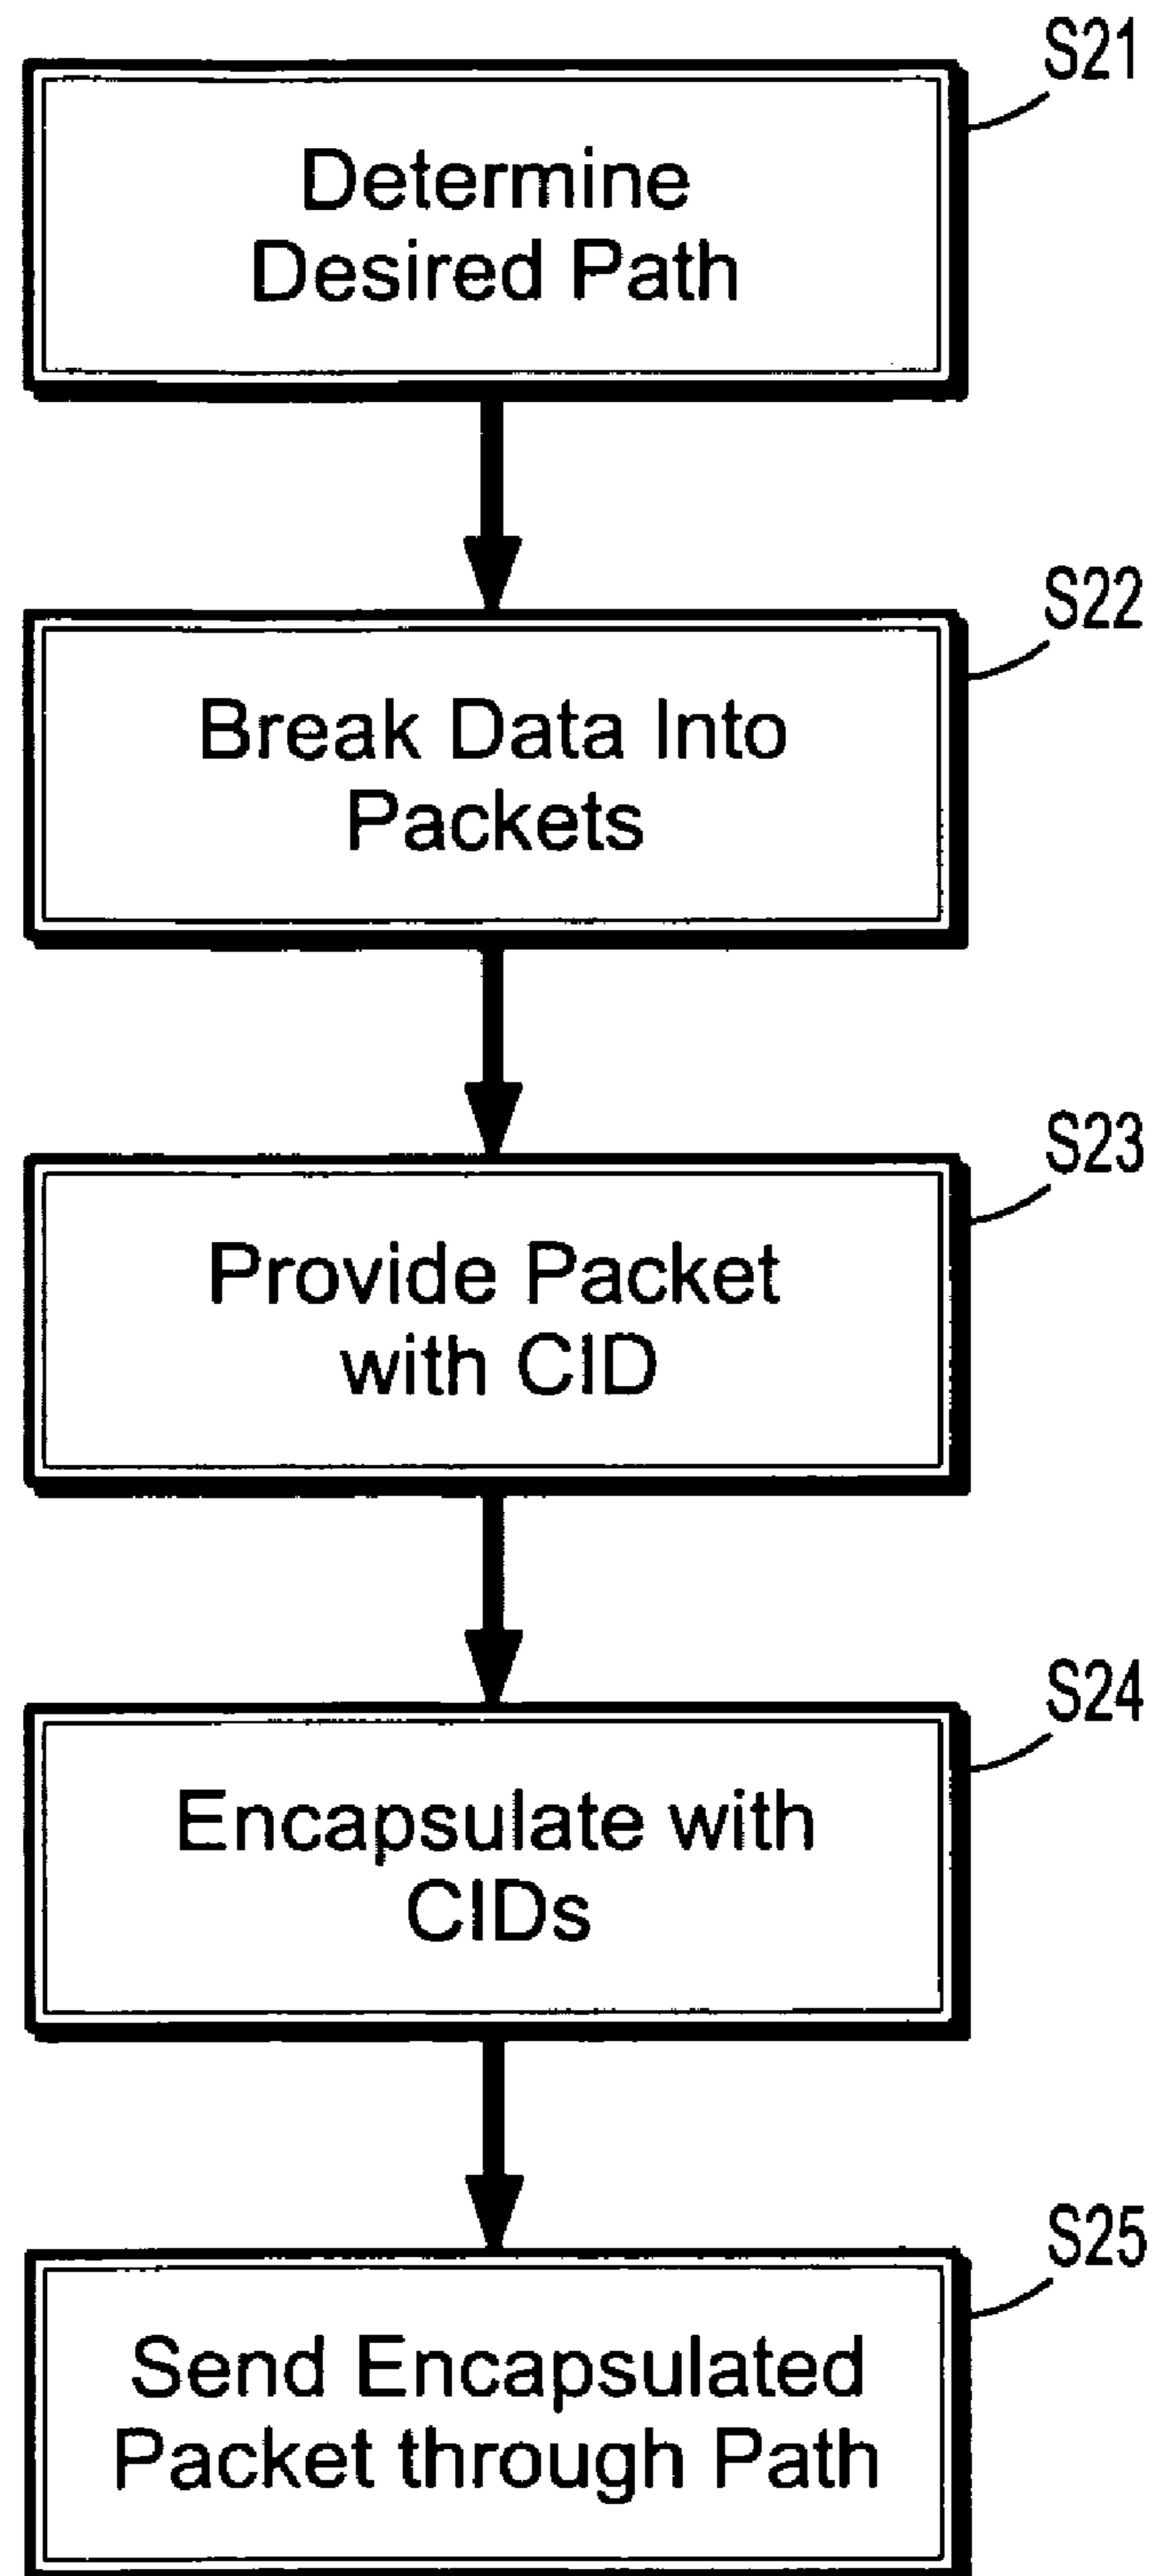 S21
Determine
Desired Path
S22
Break Data Into
Packets
S23
Provide Packet
with CID
S24
Encapsulate with
CIDs
S25
Send Encapsulated
Packet through Path